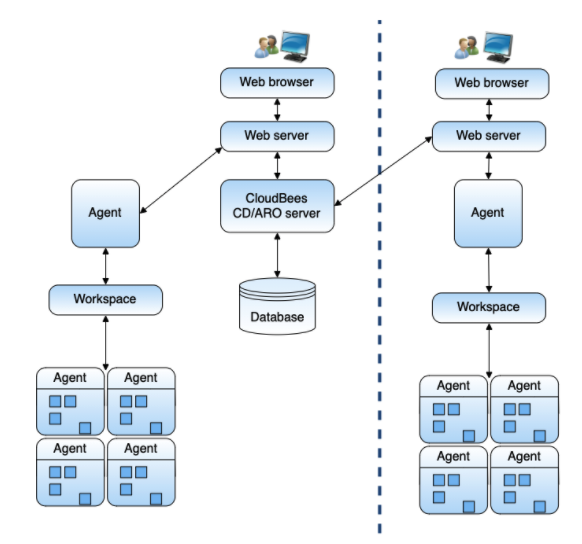 Web browser
Web browser
Web server
Web server
Agent
CloudBees
CD/ARO server
Agent
Workspace
Database
Workspace
Agent
Agent
Agent
Agent
Agent
Agent
Agent
Agent